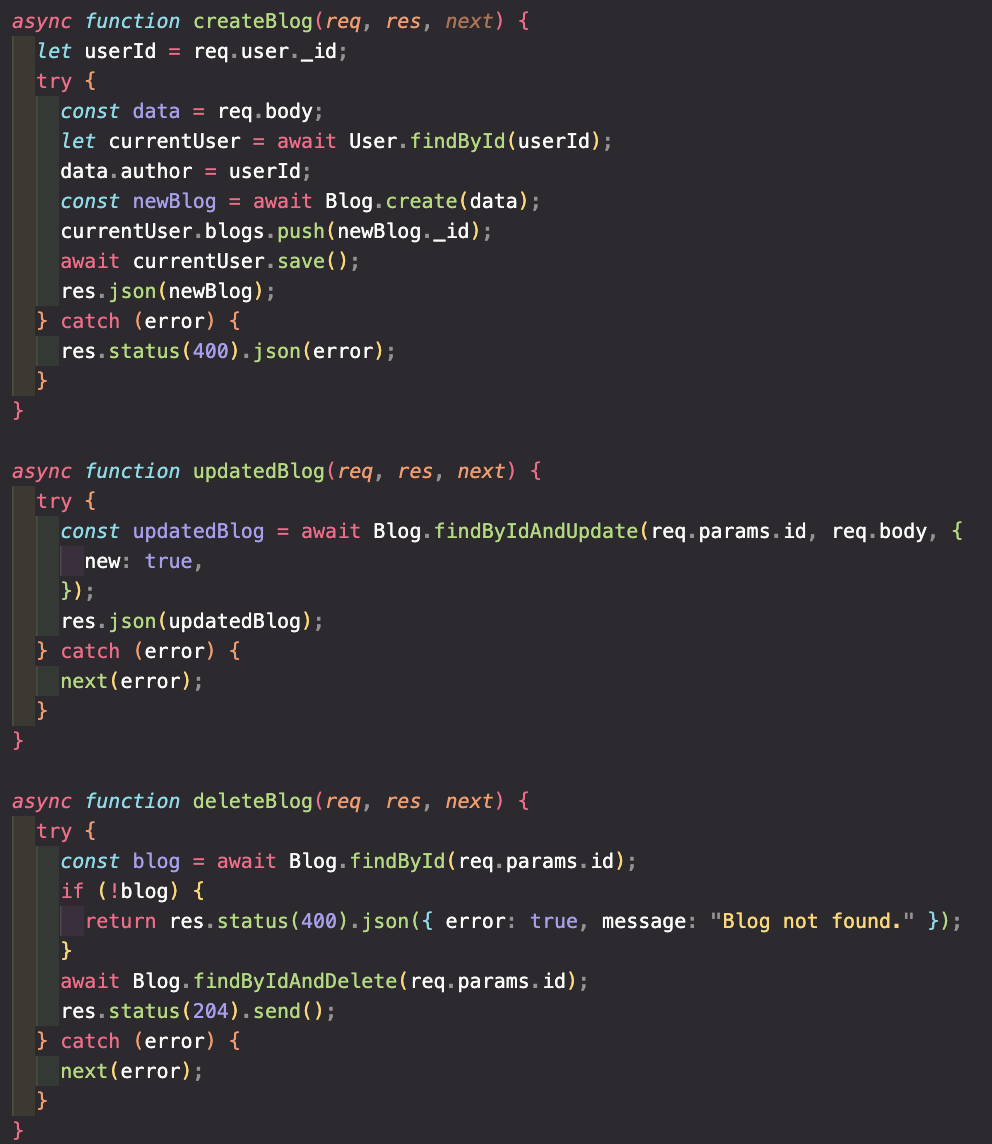 async function createBlog(req, res, next) {
  let userId = req.user._id;
  try {
    const data = req.body;
    let currentUser = await User.findById(userId);
    data.author = userId;
    const newBlog = await Blog.create(data);
    currentUser.blogs.push(newBlog._id);
    await currentUser.save();
    res.json(newBlog);
  } catch (error) {
    res.status(400).json(error);
  }
}

async function updatedBlog(req, res, next) {
  try {
    const updatedBlog = await Blog.findByIdAndUpdate(req.params.id, req.body, {
      new: true,
    });
    res.json(updatedBlog);
  } catch (error) {
    next(error);
  }
}

async function deleteBlog(req, res, next) {
  try {
    const blog = await Blog.findById(req.params.id);
    if (!blog) {
      return res.status(400).json({ error: true, message: "Blog not found." });
    }
    await Blog.findByIdAndDelete(req.params.id);
    res.status(204).send();
  } catch (error) {
    next(error);
  }
}